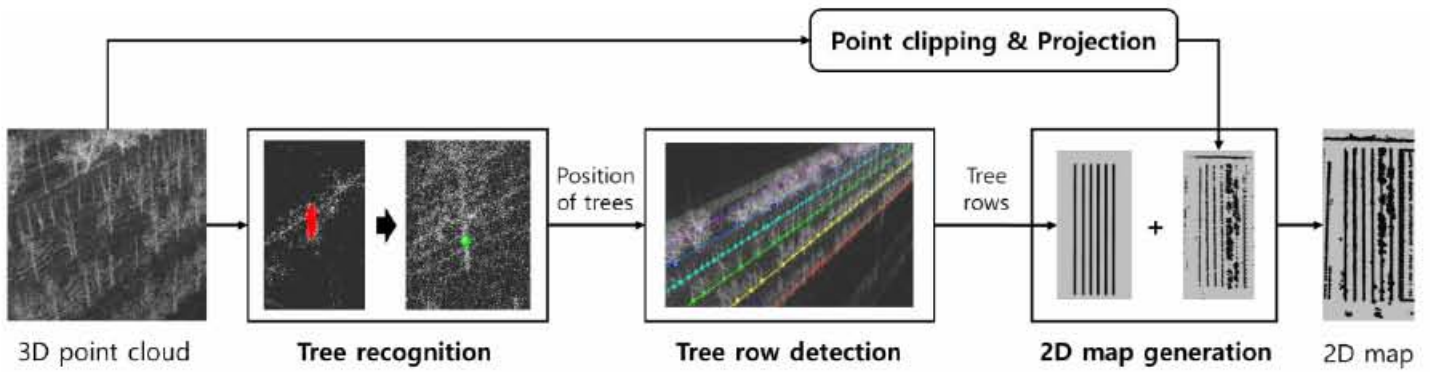 Point clipping & Projection
Position
of trees
Tree
rows
+
3D point cloud
Tree recognition
Tree row detection
2D map generation
2D map